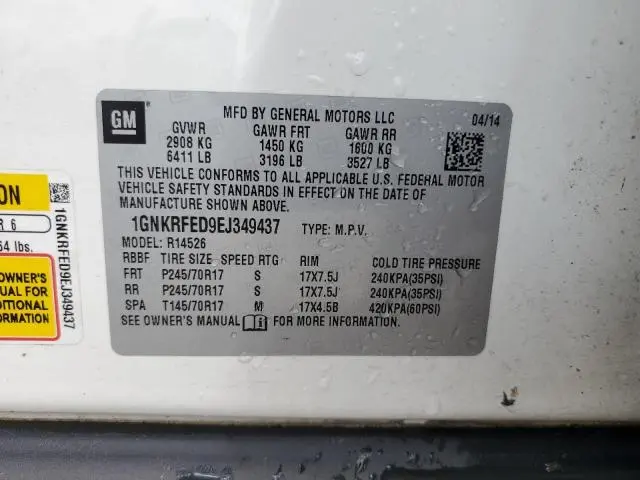 GM
MFD BY GENERAL MOTORS LLC 04/14
GVWR GAWR FRT GAWR RR
2908 KG 1450 KG 1600 KG
6411 LB 3196 LB 3527 LB
THIS VEHICLE CONFORMS TO ALL APPLICABLE U.S. FEDERAL MOTOR
VEHICLE SAFETY STANDARDS IN EFFECT ON THE DATE OF
MANUFACTURE SHOWN ABOVE.
1GNKRFED9EJ349437 TYPE: M.P.V.
MODEL: R14526
RBBF TIRE SIZE SPEED RTG RIM COLD TIRE PRESSURE
FRT P245/70R17 S 17X7.5J 240KPA(35PSI)
RR P245/70R17 S 17X7.5J 240KPA(35PSI)
SPA T145/70R17 M 17X4.5B 420KPA(60PSI)
SEE OWNER'S MANUAL FOR MORE INFORMATION.
ON
R 6
64 lbs.
OWNER'S
UAL FOR
DITIONAL
ORMATION
1GNKRFED9EJ349437